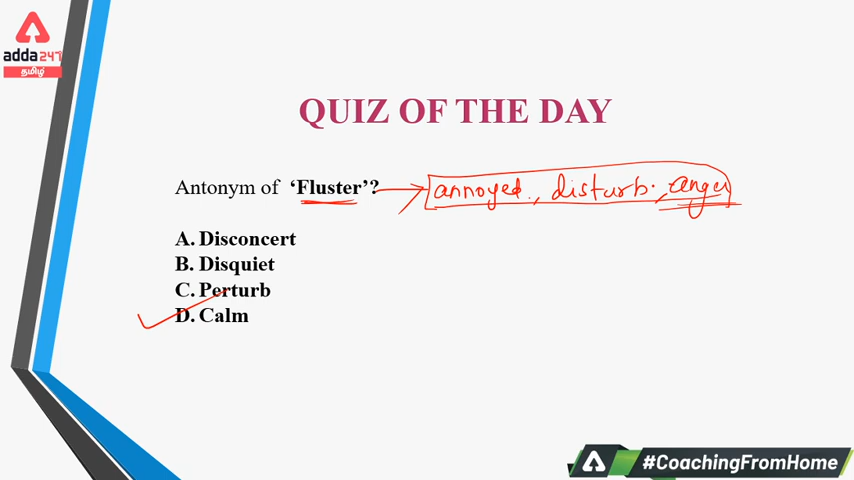 adda247
தமிழ்
QUIZ OF THE DAY
Antonym of ‘Fluster’? annoyed, disturb, anger
A. Disconcert
B. Disquiet
C. Perturb
D. Calm
#CoachingFromHome